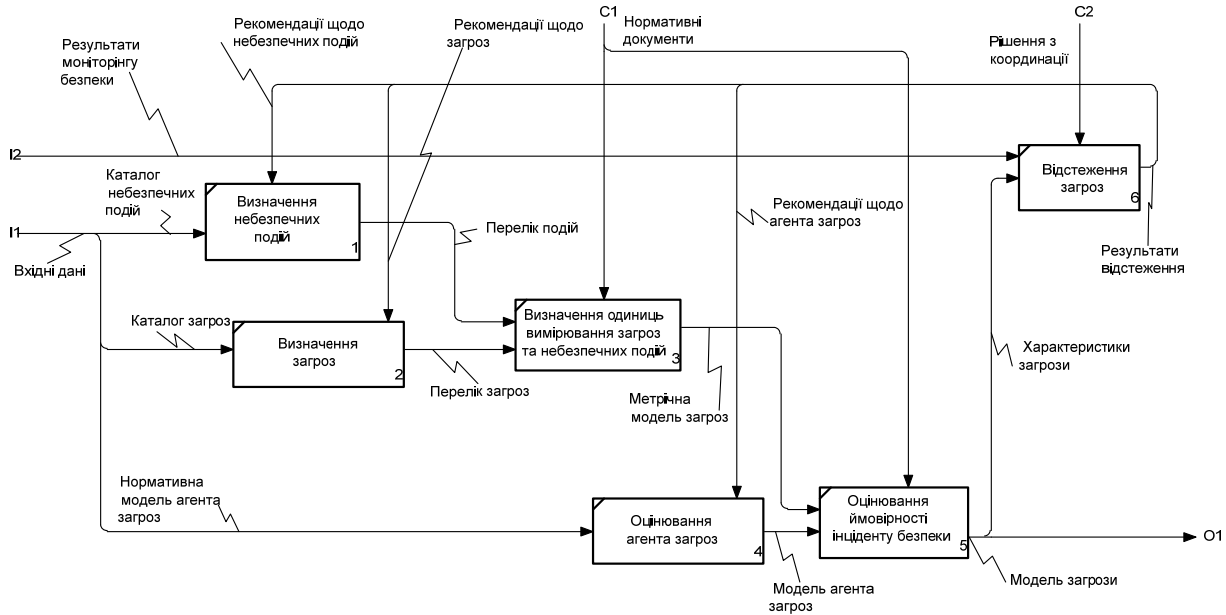 C1
C2
Рекомендації щодо
небезпечних подій
Рекомендації щодо
загроз
Нормативні
документи
Рішення з
координації
Результати
моніторингу
безпеки
I2
Каталог
небезпечних
подій
Визначення
небезпечних
подій
1
Відстеження
загроз
6
Рекомендації щодо
агента загроз
Перелік подій
I1
Вхідні дані
Результати
відстеження
Каталог загроз
Визначення
загроз
2
Визначення одиниць
вимірювання загроз
та небезпечних подій
3
Перелік загроз
Метрічна
модель загроз
Характеристики
загрози
Нормативна
модель агента
загроз
Оцінювання
агента загроз
4
Оцінювання
ймовірності
інціденту безпеки
5
O1
Модель агента
загроз
Модель загрози